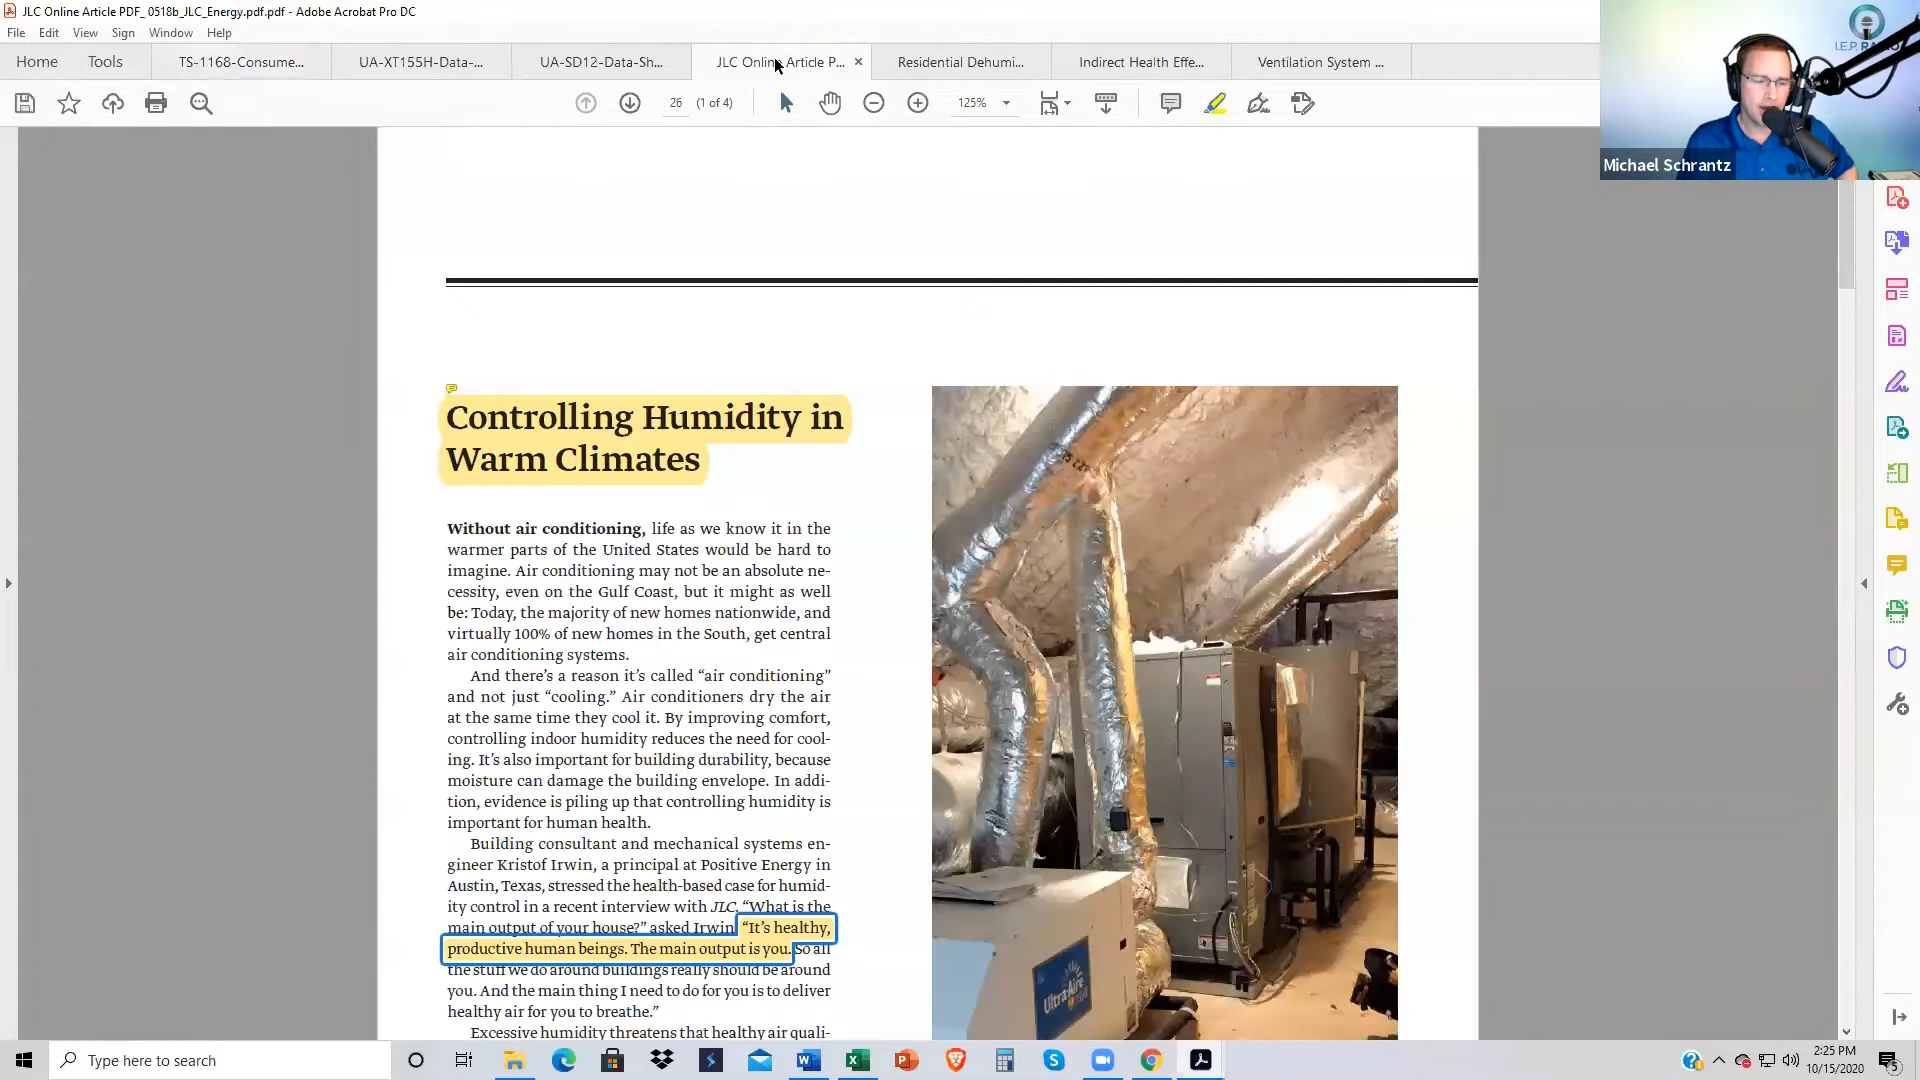 JLC Online Article PDF_ 0518b_JLC_Energy.pdf.pdf - Adobe Acrobat Pro DC
File Edit View Sign Window Help
Home Tools TS-1168-Consume... UA-XT155H-Data-... UA-SD12-Data-Sh... JLC Online Article P... Residential Dehumi... Indirect Health Effe... Ventilation System ...
26 (1 of 4) 125%
I.E.P.
Michael Schrantz
Controlling Humidity in
Warm Climates
Without air conditioning, life as we know it in the
warmer parts of the United States would be hard to
imagine. Air conditioning may not be an absolute ne-
cessity, even on the Gulf Coast, but it might as well
be: Today, the majority of new homes nationwide, and
virtually 100% of new homes in the South, get central
air conditioning systems.
And there’s a reason it’s called “air conditioning”
and not just “cooling.” Air conditioners dry the air
at the same time they cool it. By improving comfort,
controlling indoor humidity reduces the need for cool-
ing. It’s also important for building durability, because
moisture can damage the building envelope. In addi-
tion, evidence is piling up that controlling humidity is
important for human health.
Building consultant and mechanical systems en-
gineer Kristof Irwin, a principal at Positive Energy in
Austin, Texas, stressed the health-based case for humid-
ity control in a recent interview with JLC. “What is the
main output of your house?” asked Irwin. “It’s healthy,
productive human beings. The main output is you. So all
the stuff we do around buildings really should be around
you. And the main thing I need to do for you is to deliver
healthy air for you to breathe.”
Excessive humidity threatens that healthy air quali-
Ultra-Aire
Type here to search
2:25 PM
10/15/2020
5